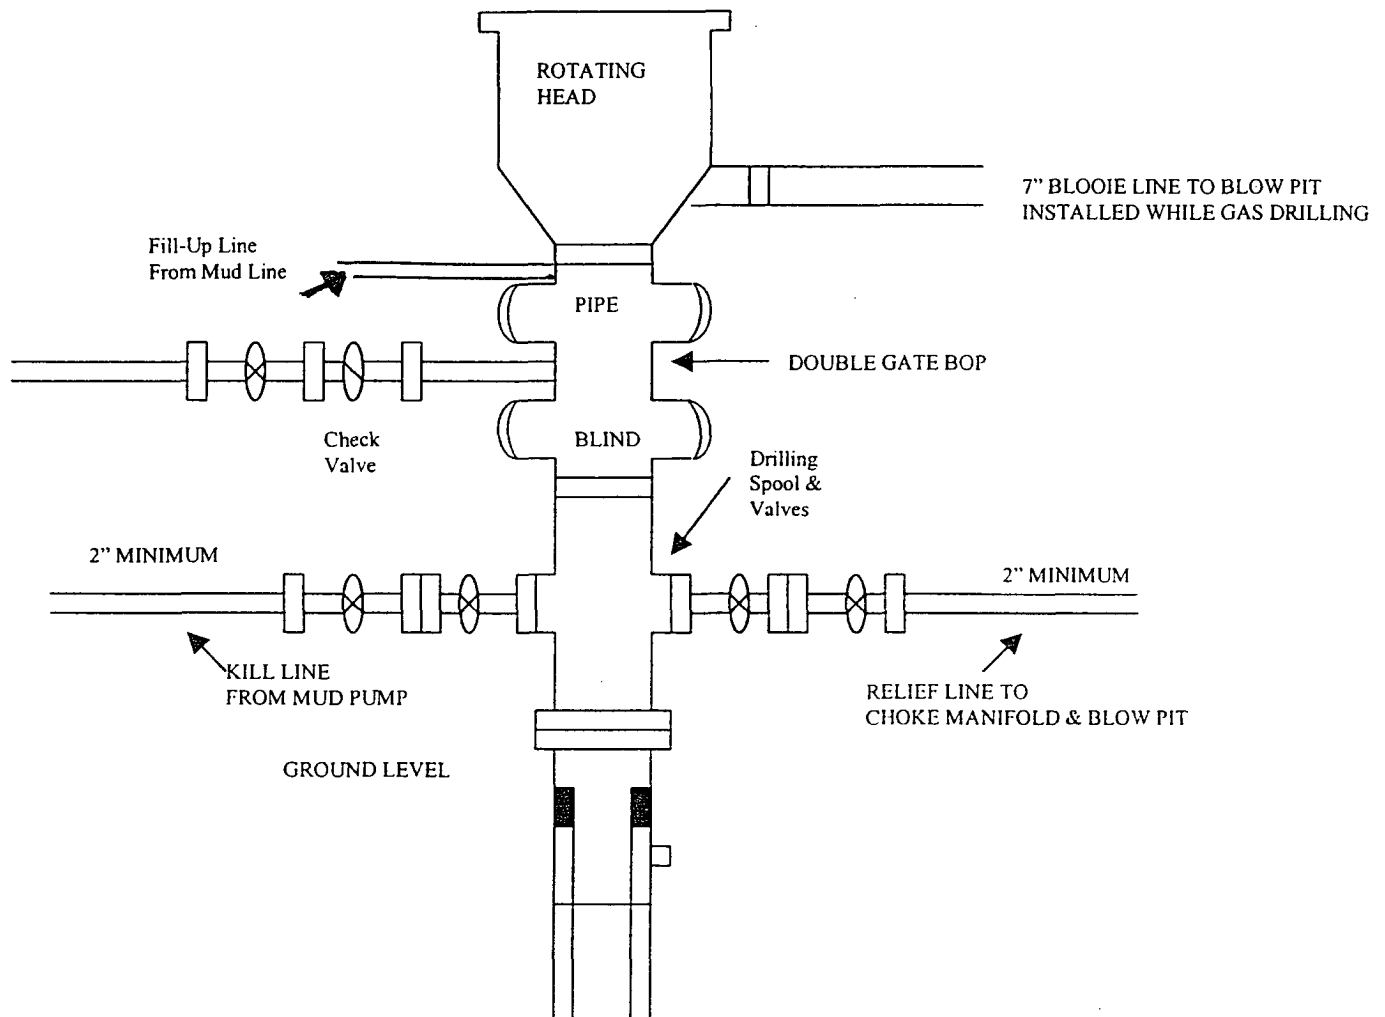 ROTATING
HEAD
7” BLOOIE LINE TO BLOW PIT
INSTALLED WHILE GAS DRILLING
Fill-Up Line
From Mud Line
PIPE
DOUBLE GATE BOP
Check
Valve
BLIND
Drilling
Spool &
Valves
2” MINIMUM
2” MINIMUM
KILL LINE
FROM MUD PUMP
RELIEF LINE TO
CHOKE MANIFOLD & BLOW PIT
GROUND LEVEL